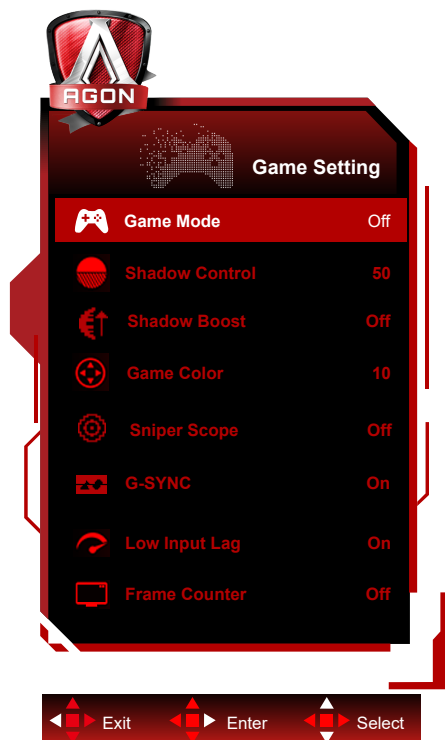 AGON
Game Setting
Game Mode Off
Shadow Control 50
Shadow Boost Off
Game Color 10
Sniper Scope Off
G-SYNC On
Low Input Lag On
Frame Counter Off
Exit Enter Select